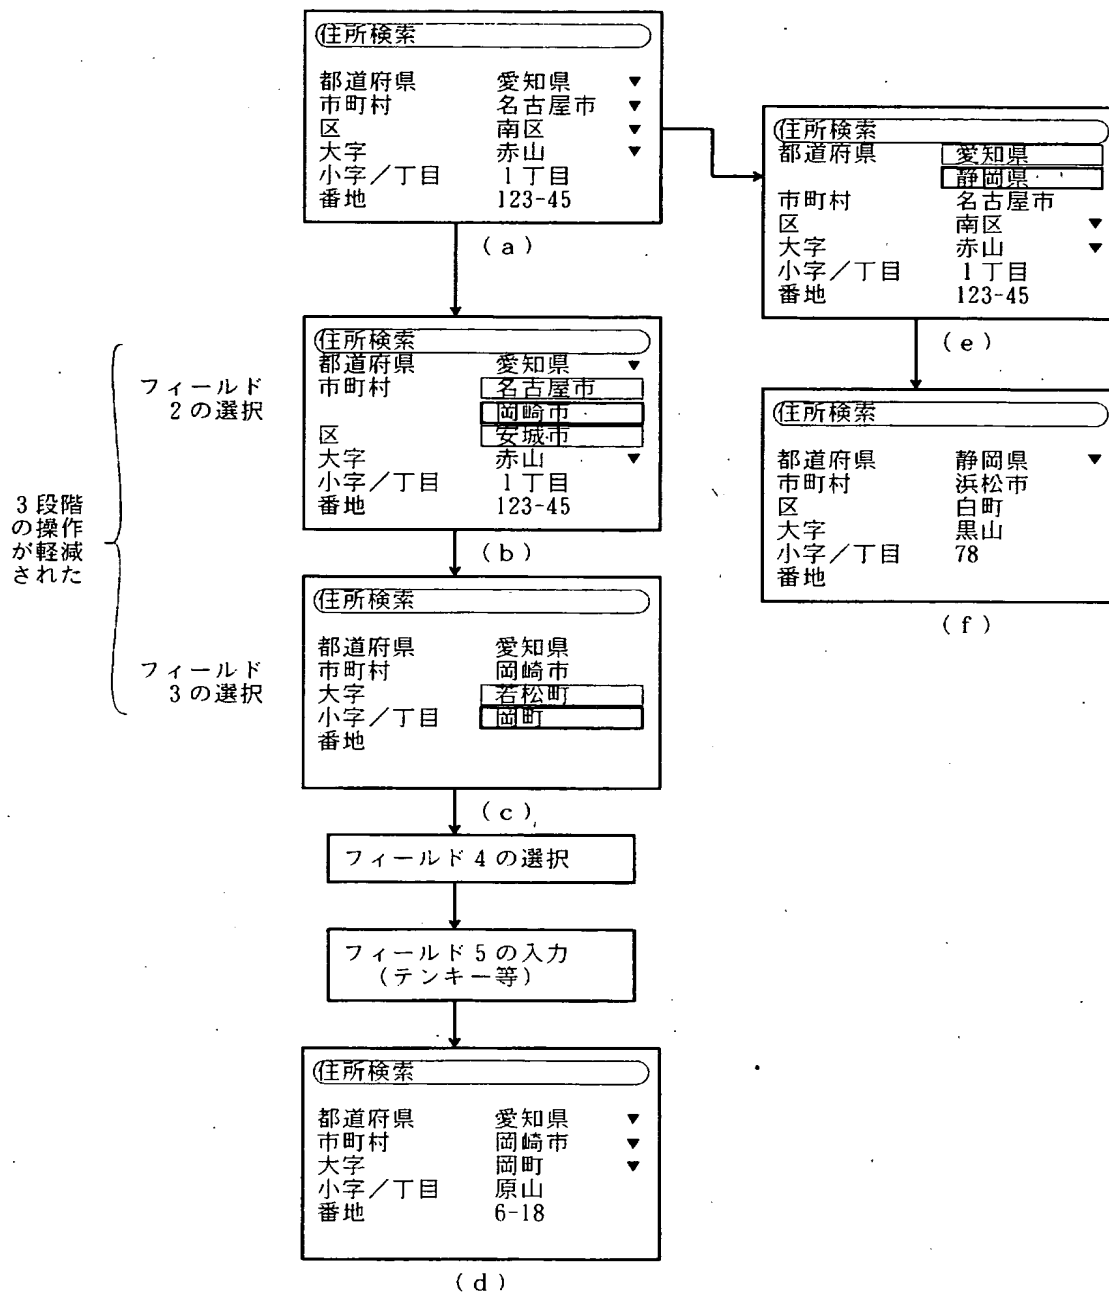 住所検索
都道府県 愛知県 ▼
市町村 名古屋市 ▼
区 南区 ▼
大字 赤山 ▼
小字／丁目 1丁目
番地 123-45
(a)
住所検索
都道府県 愛知県
静岡県
市町村 名古屋市
区 南区 ▼
大字 赤山 ▼
小字／丁目 1丁目
番地 123-45
(e)
住所検索
都道府県 愛知県 ▼
市町村 名古屋市
岡崎市
区 安城市
大字 赤山 ▼
小字／丁目 1丁目
番地 123-45
(b)
フィールド
2の選択
住所検索
都道府県 静岡県 ▼
市町村 浜松市
区 白町
大字 黒山
小字／丁目 78
番地
(f)
3段階
の操作
が軽減
された
住所検索
都道府県 愛知県
市町村 岡崎市
大字 若松町
小字／丁目 岡町
番地
(c)
フィールド
3の選択
フィールド4の選択
フィールド5の入力
(テンキー等)
住所検索
都道府県 愛知県 ▼
市町村 岡崎市 ▼
大字 岡町 ▼
小字／丁目 原山
番地 6-18
(d)